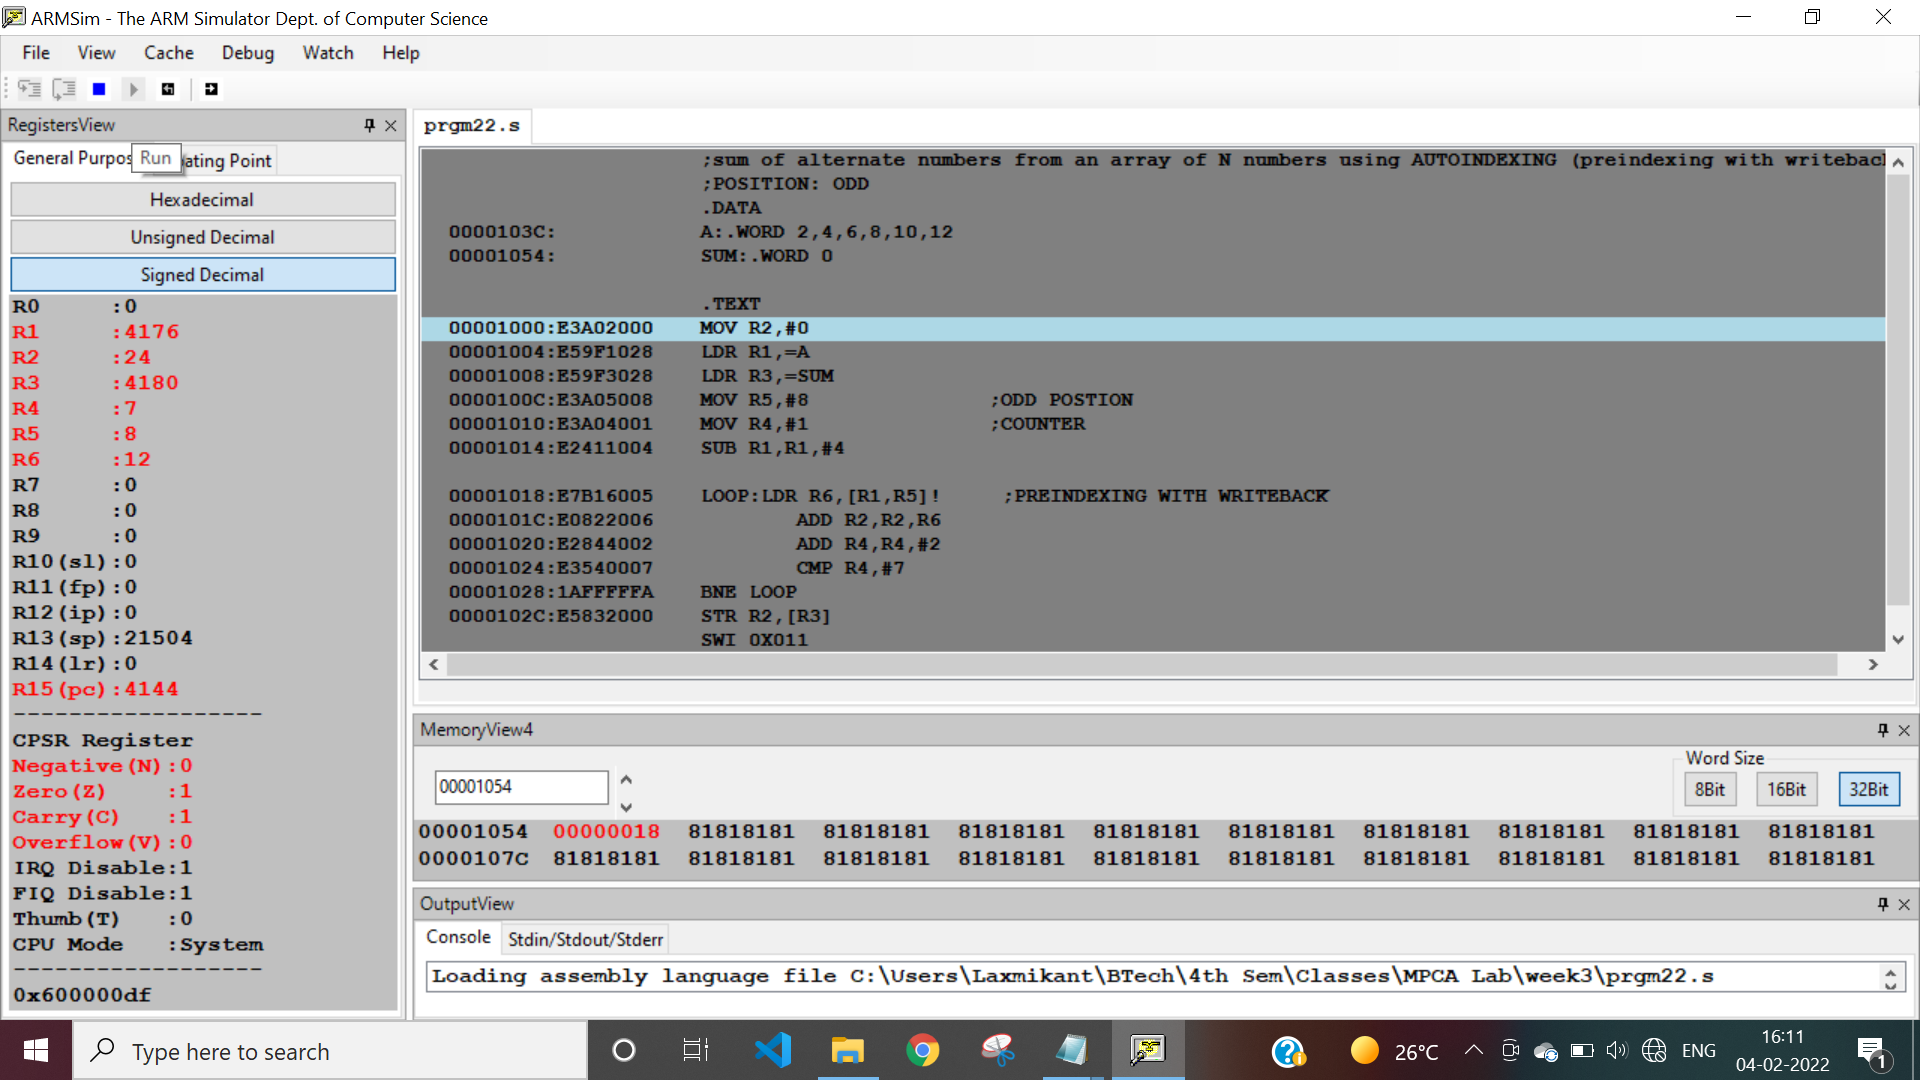 ARMSim - The ARM Simulator Dept. of Computer Science
File View Cache Debug Watch Help
RegistersView
General Purpos Run ating Point
Hexadecimal
Unsigned Decimal
Signed Decimal
R0 :0
R1 :4176
R2 :24
R3 :4180
R4 :7
R5 :8
R6 :12
R7 :0
R8 :0
R9 :0
R10(sl):0
R11(fp):0
R12(ip):0
R13(sp):21504
R14(lr):0
R15(pc):4144
-------------------
CPSR Register
Negative(N):0
Zero(Z) :1
Carry(C) :1
Overflow(V):0
IRQ Disable:1
FIQ Disable:1
Thumb(T) :0
CPU Mode :System
-------------------
0x600000df
prgm22.s
;sum of alternate numbers from an array of N numbers using AUTOINDEXING (preindexing with writeback
;POSITION: ODD
.DATA
0000103C: A:.WORD 2,4,6,8,10,12
00001054: SUM:.WORD 0
.TEXT
00001000:E3A02000 MOV R2,#0
00001004:E59F1028 LDR R1,=A
00001008:E59F3028 LDR R3,=SUM
0000100C:E3A05008 MOV R5,#8 ;ODD POSTION
00001010:E3A04001 MOV R4,#1 ;COUNTER
00001014:E2411004 SUB R1,R1,#4
00001018:E7B16005 LOOP:LDR R6,[R1,R5]! ;PREINDEXING WITH WRITEBACK
0000101C:E0822006 ADD R2,R2,R6
00001020:E2844002 ADD R4,R4,#2
00001024:E3540007 CMP R4,#7
00001028:1AFFFFFA BNE LOOP
0000102C:E5832000 STR R2,[R3]
SWI 0X011
MemoryView4
00001054
Word Size
8Bit 16Bit 32Bit
00001054 00000018 81818181 81818181 81818181 81818181 81818181 81818181 81818181 81818181 81818181
0000107C 81818181 81818181 81818181 81818181 81818181 81818181 81818181 81818181 81818181 81818181
OutputView
Console Stdin/Stdout/Stderr
Loading assembly language file C:\Users\Laxmikant\BTech\4th Sem\Classes\MPCA Lab\week3\prgm22.s
Type here to search
26°C
ENG
16:11
04-02-2022
1